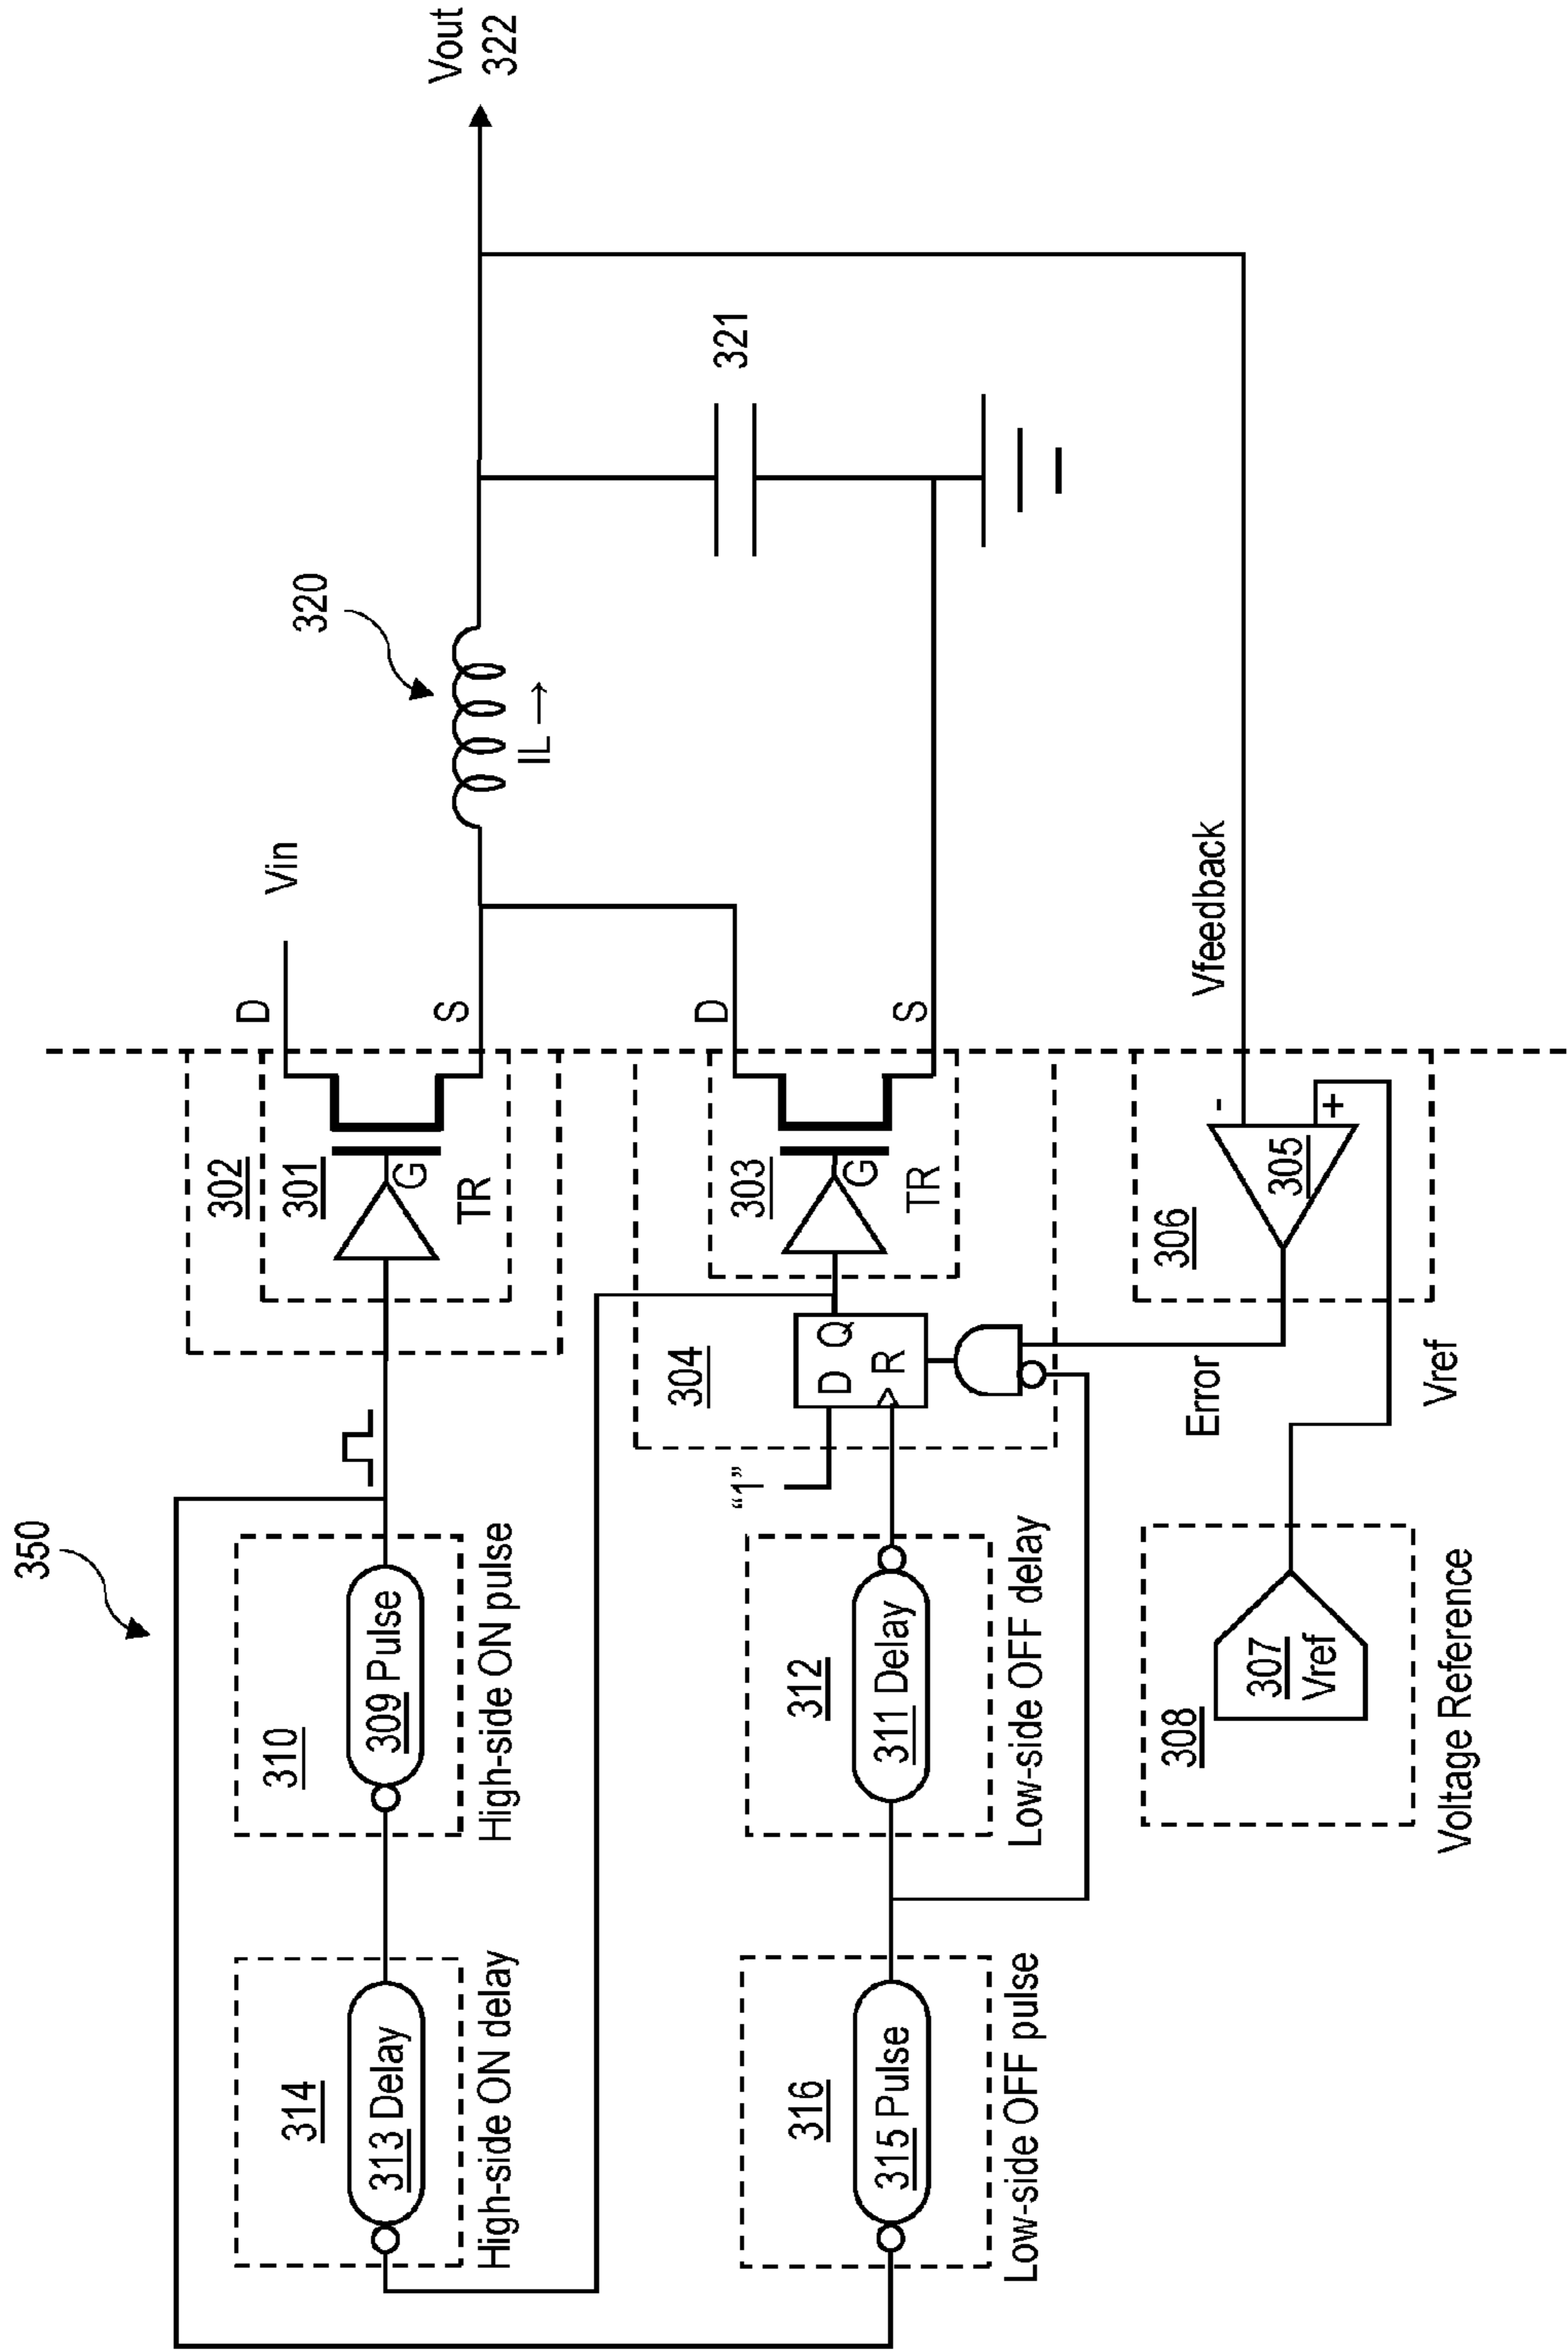 350
314
313 Delay
High-side ON delay
310
309 Pulse
High-side ON pulse
302
301
G
TR
D
S
Vin
320
IL →
Vout
322
316
315 Pulse
Low-side OFF pulse
312
311 Delay
Low-side OFF delay
"1"
304
D Q
R
303
G
TR
D
S
321
308
307
Vref
Voltage Reference
Error
Vref
306
305
-
+
Vfeedback